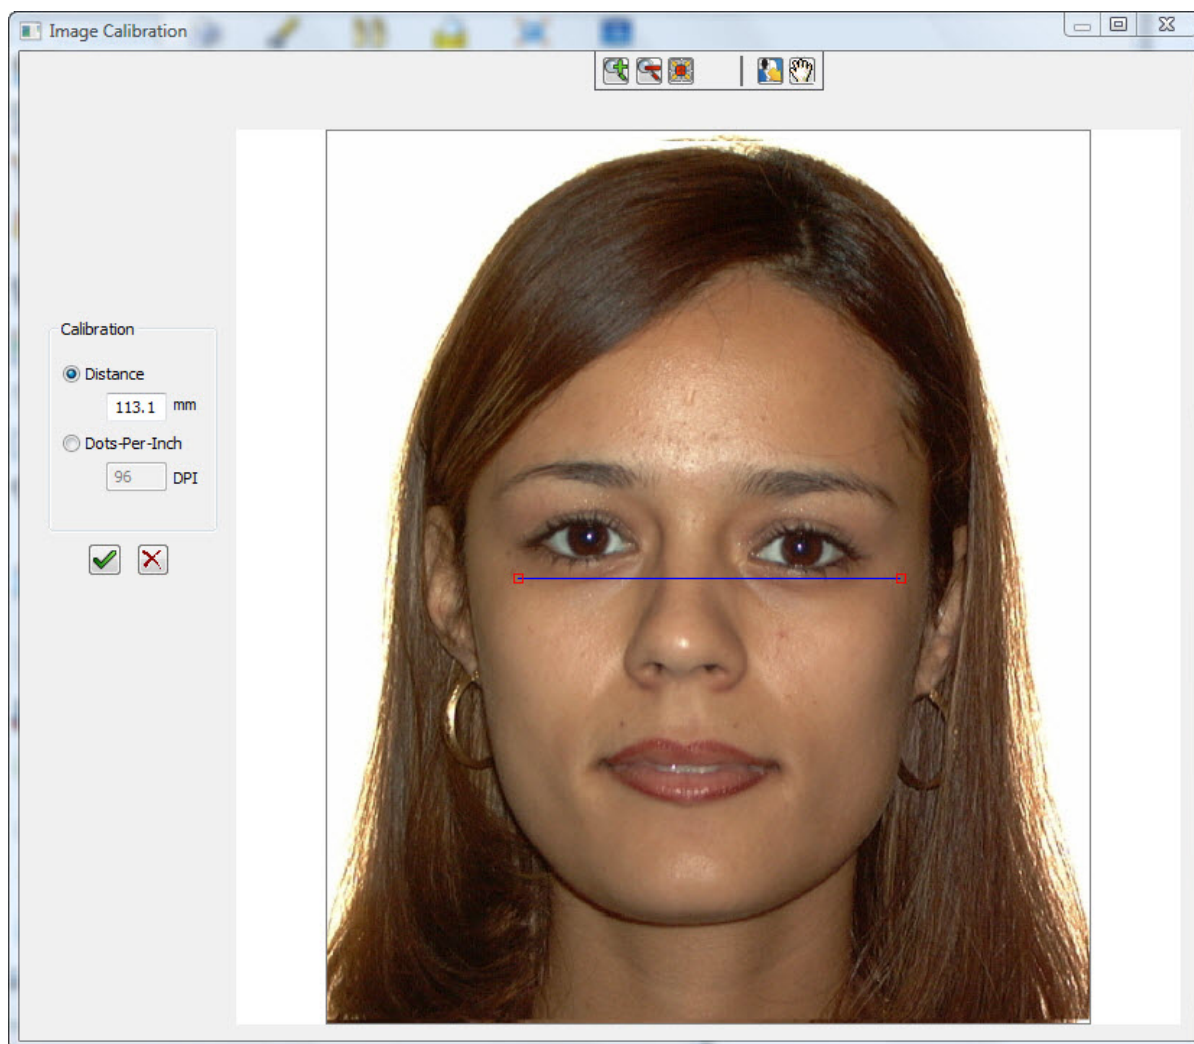 Image Calibration
Calibration
Distance
113.1 mm
Dots-Per-Inch
96 DPI